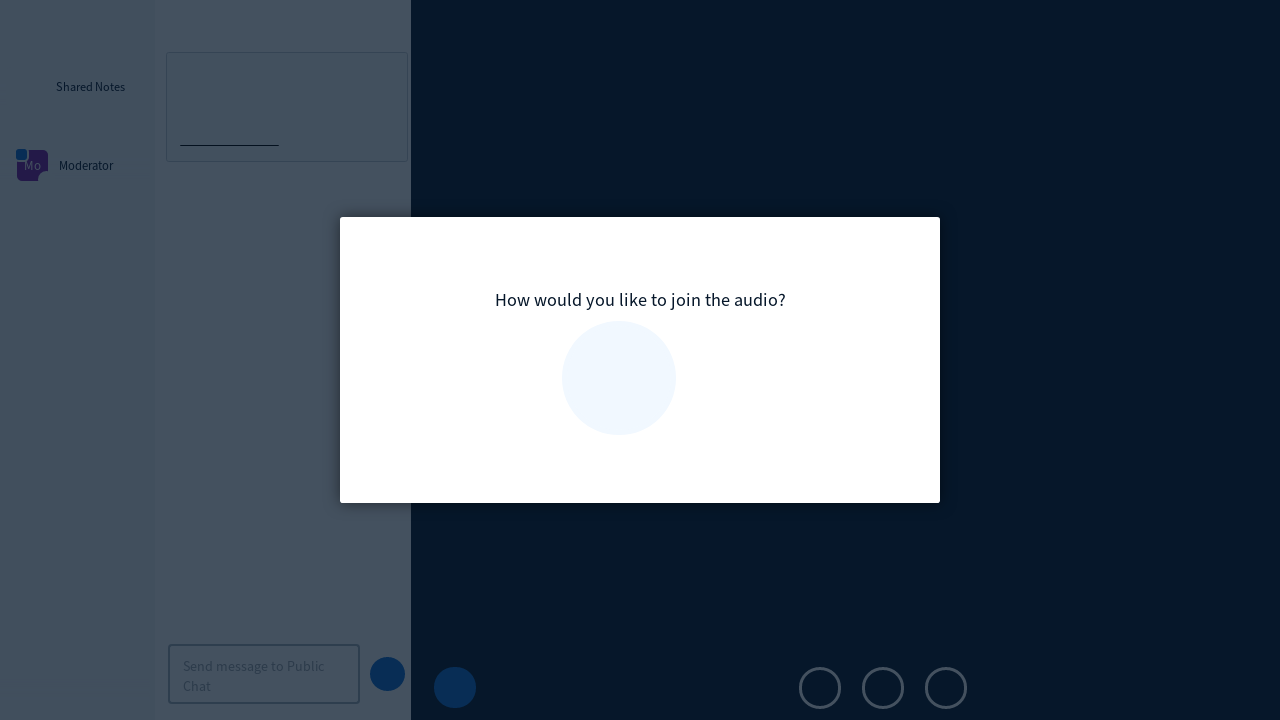 Shared Notes
Mo
Moderator
How would you like to join the audio?
Send message to Public
Chat